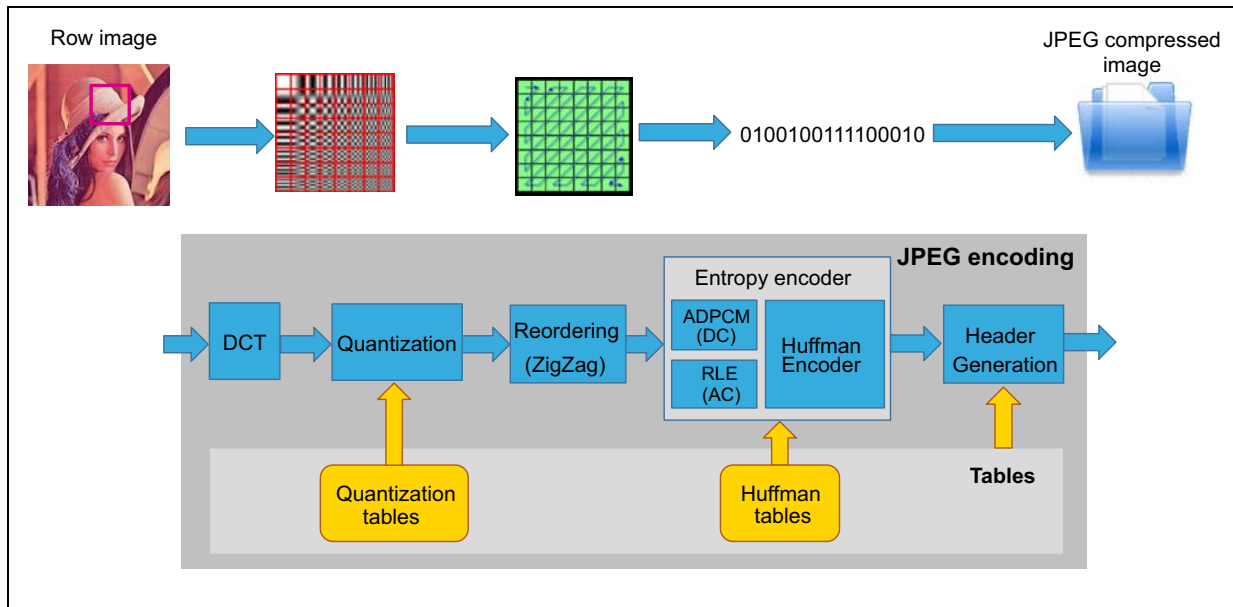 Row image
JPEG compressed
image
0100100111100010
JPEG encoding
Entropy encoder
DCT
Quantization
Reordering
(ZigZag)
ADPCM
(DC)
RLE
(AC)
Huffman
Encoder
Header
Generation
Tables
Quantization
tables
Huffman
tables